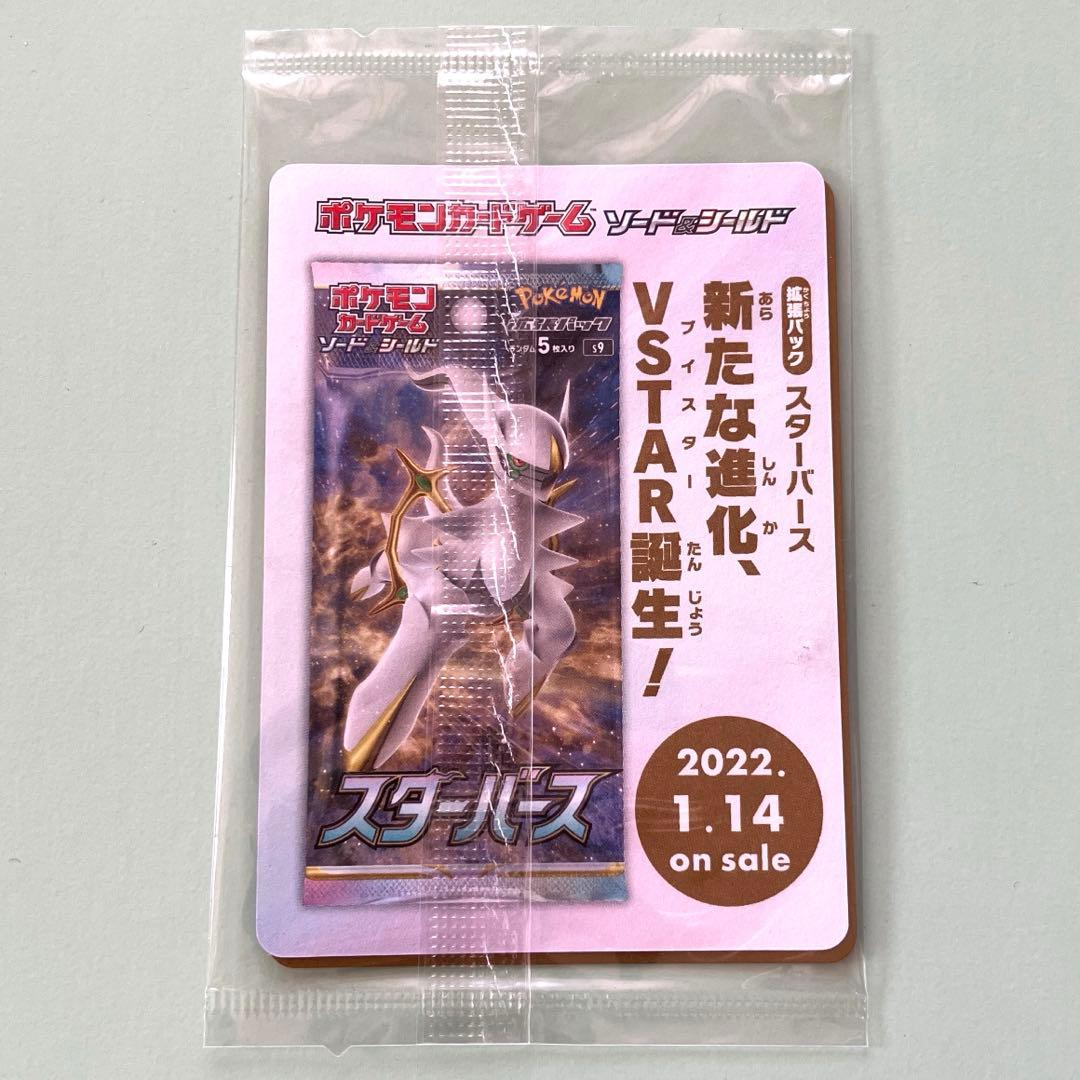 ポケモンカードゲーム ソード&シールド
ポケモン
カードゲーム
ソード&シールド
Pokémon
拡張パック
ランダム5枚入り s9
スターバース
拡張パック スターバース
かくちょう
新たな進化、
あら しんか
VSTAR誕生!
ブイスター たんじょう
2022.
1.14
on sale